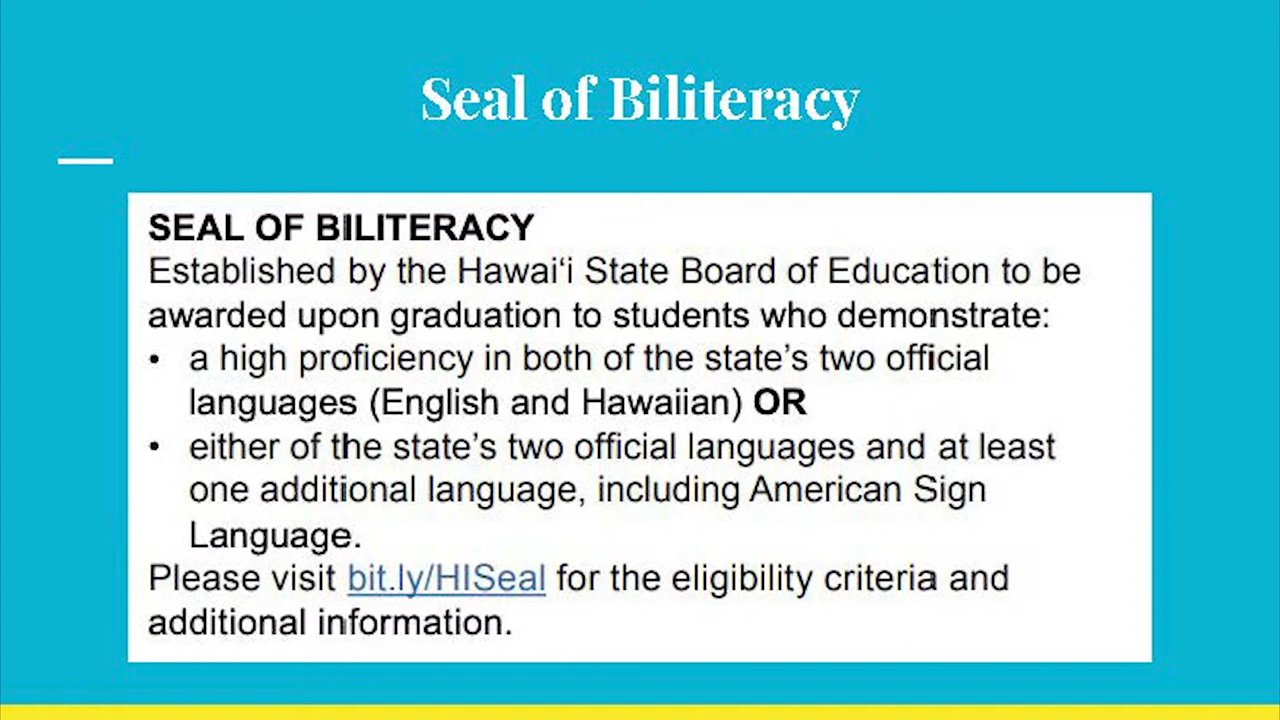 Seal of Biliteracy
SEAL OF BILITERACY
Established by the Hawaiʻi State Board of Education to be
awarded upon graduation to students who demonstrate:
• a high proficiency in both of the state’s two official
languages (English and Hawaiian) OR
• either of the state’s two official languages and at least
one additional language, including American Sign
Language.
Please visit bit.ly/HISeal for the eligibility criteria and
additional information.